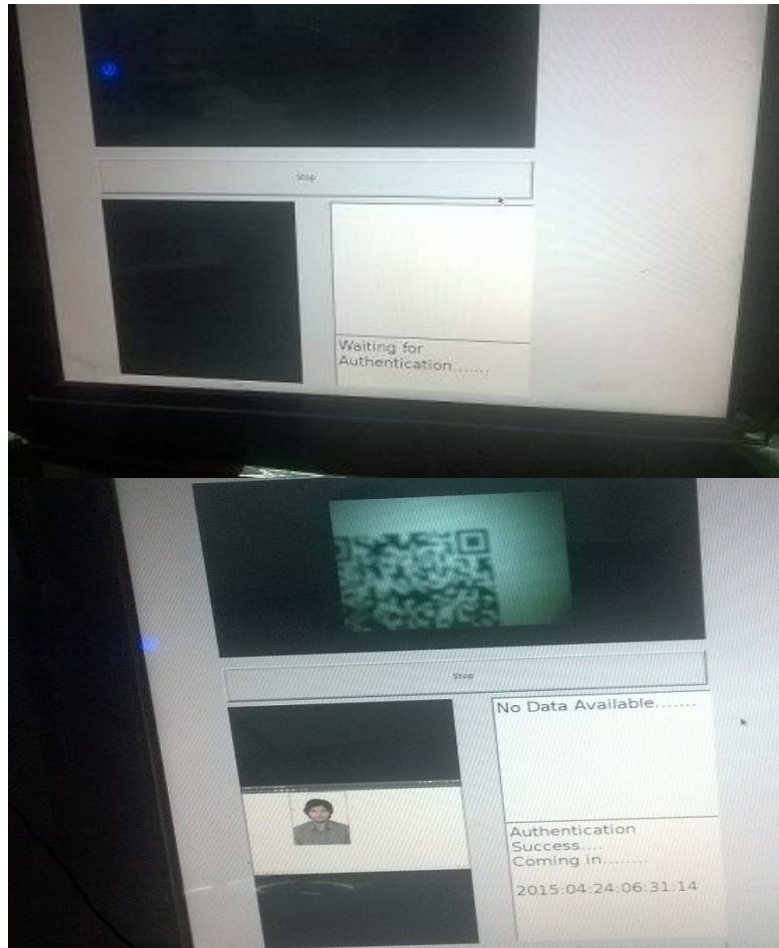 Stop
Waiting for
Authentication.......
Stop
No Data Available.......
Authentication
Success....
Coming in........
2015:04:24:06:31:14